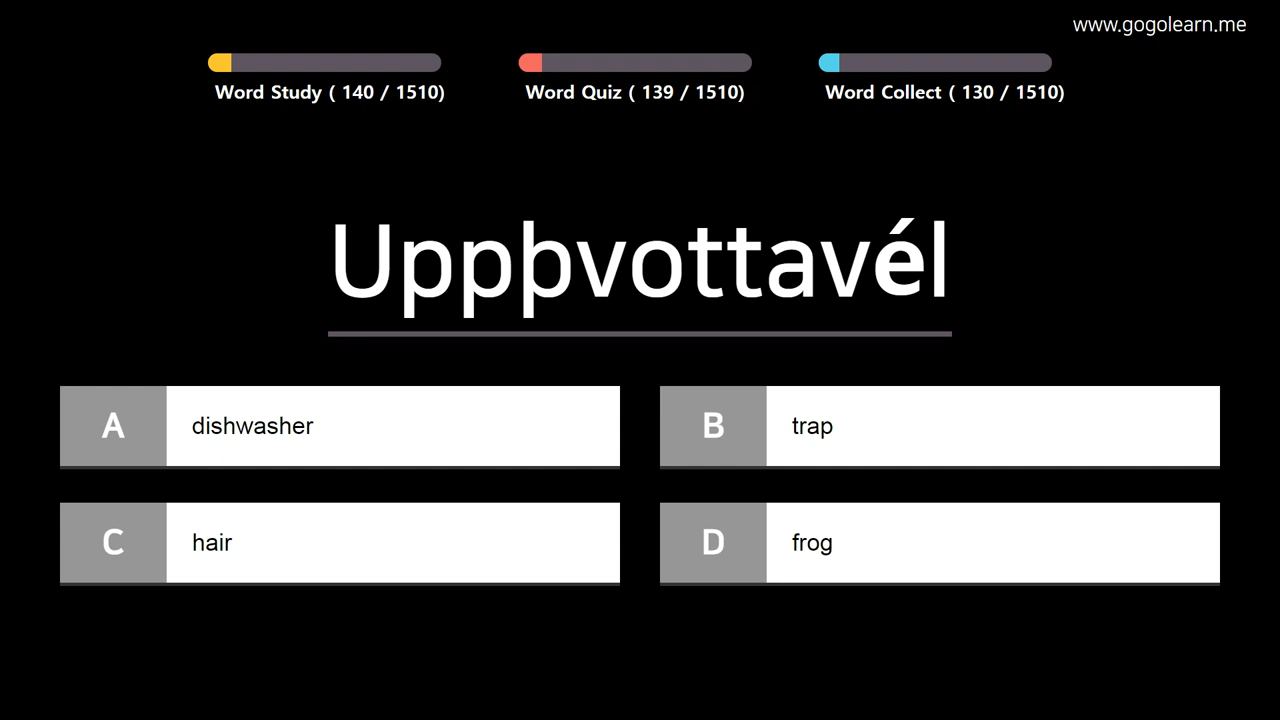 www.gogolearn.me
Word Study ( 140 / 1510)
Word Quiz ( 139 / 1510)
Word Collect ( 130 / 1510)
Uppþvottavél
A dishwasher
B trap
C hair
D frog